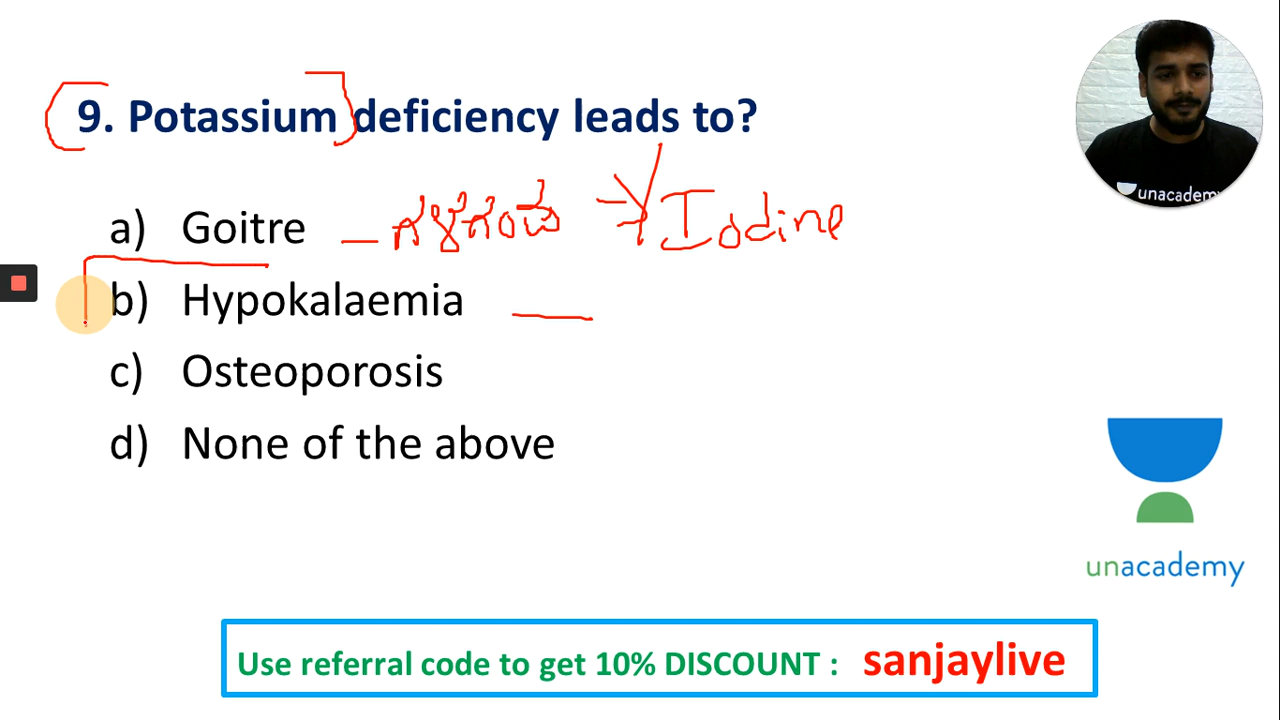 9. Potassium deficiency leads to?
a) Goitre ಗಳಗಂಡ → Iodine
b) Hypokalaemia
c) Osteoporosis
d) None of the above
unacademy
unacademy
Use referral code to get 10% DISCOUNT : sanjaylive